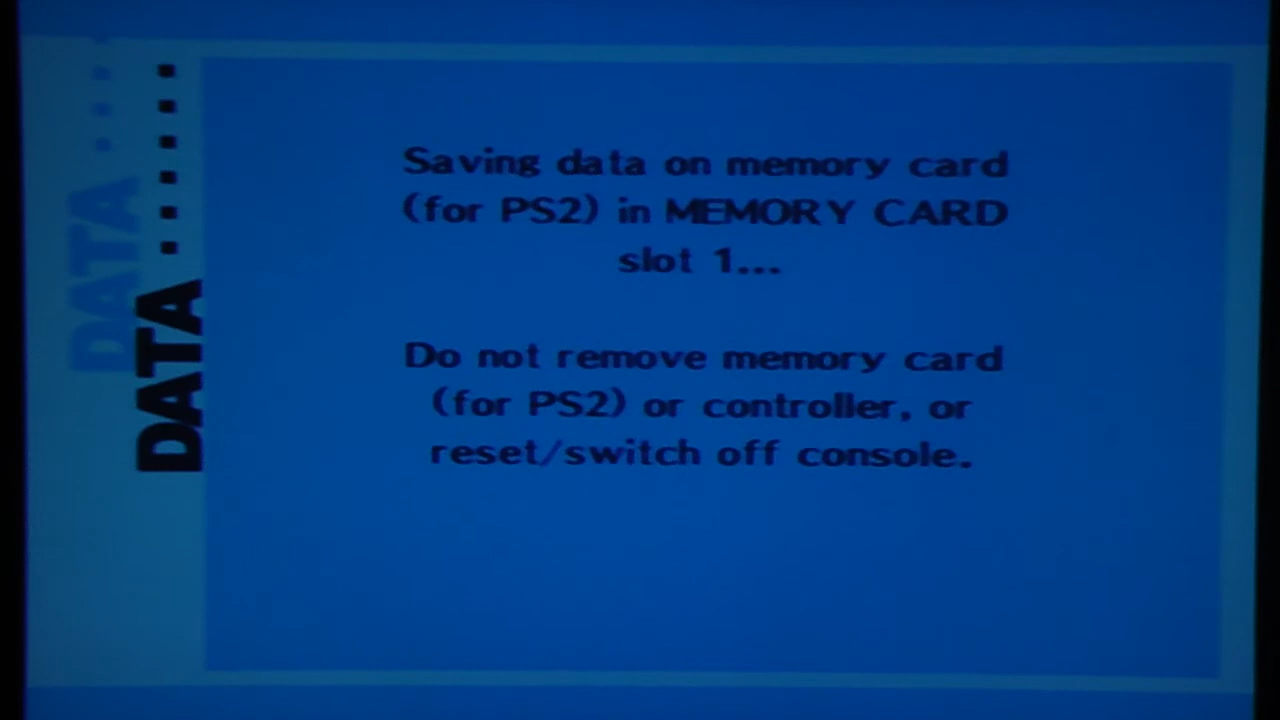 DATA ......
DATA ...
Saving data on memory card
(for PS2) in MEMORY CARD
slot 1...
Do not remove memory card
(for PS2) or controller, or
reset/switch off console.